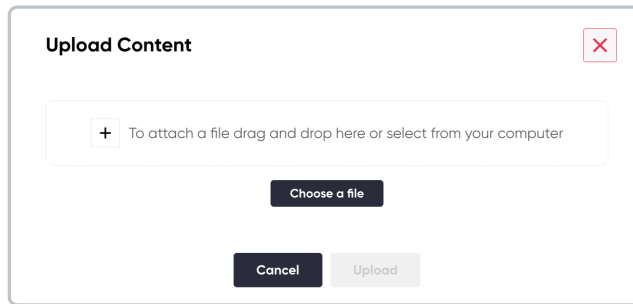 Upload Content
+ To attach a file drag and drop here or select from your computer
Choose a file
Cancel
Upload